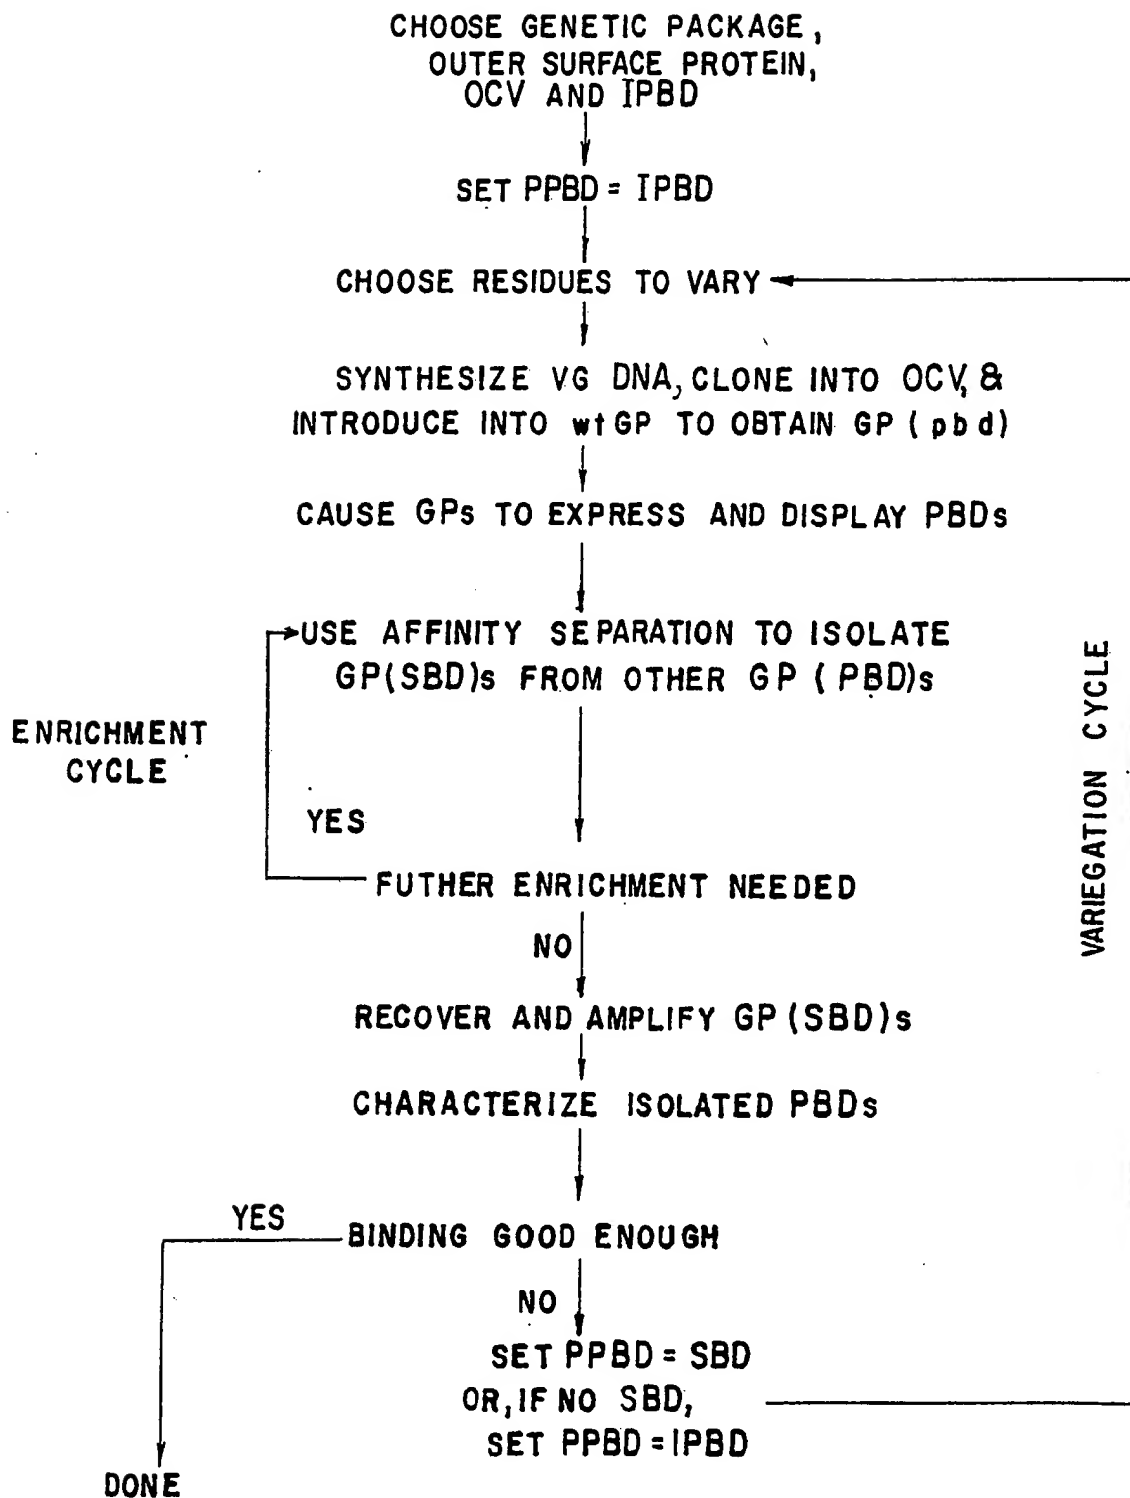 CHOOSE GENETIC PACKAGE,
OUTER SURFACE PROTEIN,
OCV AND IPBD
SET PPBD = IPBD
CHOOSE RESIDUES TO VARY
SYNTHESIZE VG DNA, CLONE INTO OCV, &
INTRODUCE INTO wtGP TO OBTAIN GP (pbd)
CAUSE GPs TO EXPRESS AND DISPLAY PBDs
USE AFFINITY SEPARATION TO ISOLATE
GP(SBD)s FROM OTHER GP (PBD)s
ENRICHMENT
CYCLE
VARIEGATION CYCLE
YES
FUTHER ENRICHMENT NEEDED
NO
RECOVER AND AMPLIFY GP (SBD)s
CHARACTERIZE ISOLATED PBDs
YES
BINDING GOOD ENOUGH
NO
SET PPBD = SBD
OR, IF NO SBD,
SET PPBD = IPBD
DONE